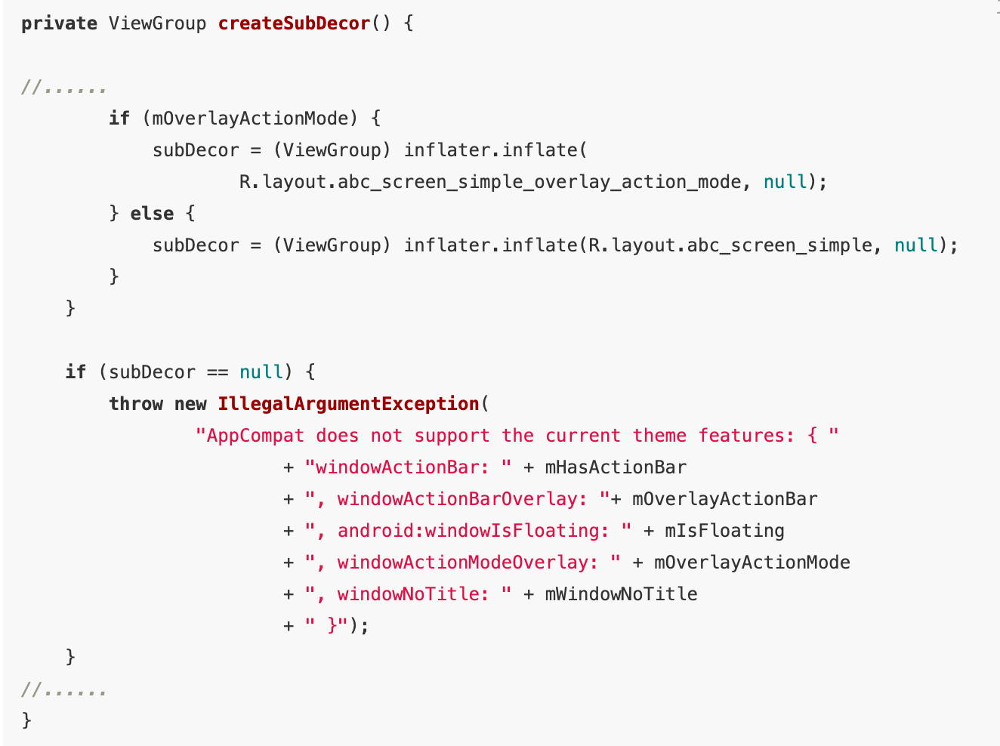 private ViewGroup createSubDecor() {

//......
        if (mOverlayActionMode) {
            subDecor = (ViewGroup) inflater.inflate(
                    R.layout.abc_screen_simple_overlay_action_mode, null);
        } else {
            subDecor = (ViewGroup) inflater.inflate(R.layout.abc_screen_simple, null);
        }
    }

    if (subDecor == null) {
        throw new IllegalArgumentException(
                "AppCompat does not support the current theme features: { "
                        + "windowActionBar: " + mHasActionBar
                        + ", windowActionBarOverlay: "+ mOverlayActionBar
                        + ", android:windowIsFloating: " + mIsFloating
                        + ", windowActionModeOverlay: " + mOverlayActionMode
                        + ", windowNoTitle: " + mWindowNoTitle
                        + " }");
    }
//......
}